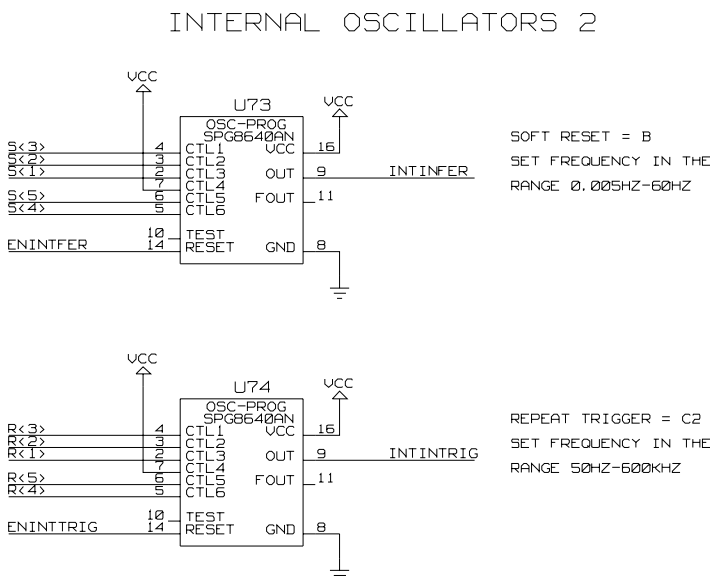 INTERNAL OSCILLATORS 2
VCC
U73
VCC
OSC-PROG
SPG8640AN
S<3> 4 CTL1 VCC 16
S<2> 3 CTL2
S<1> 2 CTL3 OUT 9 INTINFER
7 CTL4
S<5> 6 CTL5 FOUT 11
S<4> 5 CTL6
10 TEST
ENINTFER 14 RESET GND 8
SOFT RESET = B
SET FREQUENCY IN THE
RANGE 0.005HZ-60HZ
VCC
U74
VCC
OSC-PROG
SPG8640AN
R<3> 4 CTL1 VCC 16
R<2> 3 CTL2
R<1> 2 CTL3 OUT 9 INTINTRIG
7 CTL4
R<5> 6 CTL5 FOUT 11
R<4> 5 CTL6
10 TEST
ENINTTRIG 14 RESET GND 8
REPEAT TRIGGER = C2
SET FREQUENCY IN THE
RANGE 50HZ-600KHZ